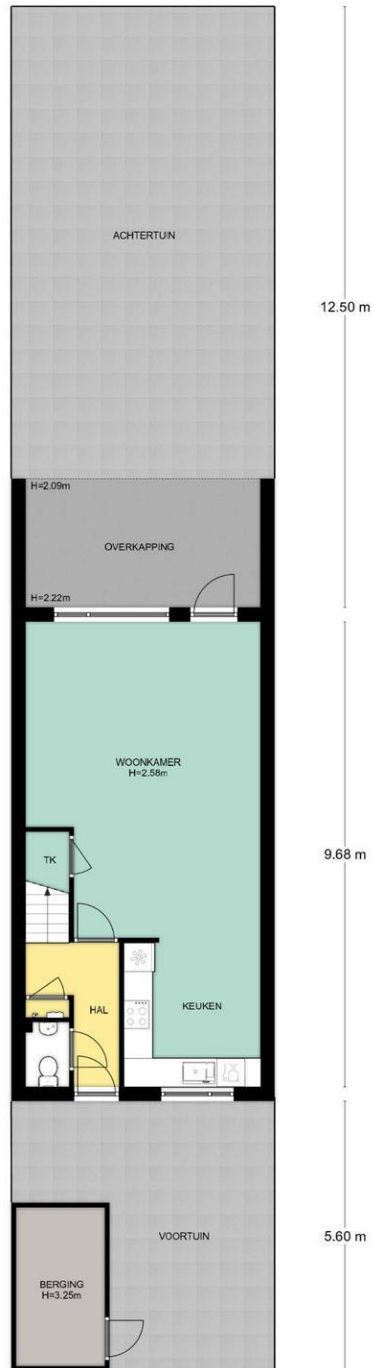 ACHTERTUIN
12.50 m
H=2.09m
OVERKAPPING
H=2.22m
WOONKAMER
H=2.58m
9.68 m
TK
HAL
KEUKEN
VOORTUIN
5.60 m
BERGING
H=3.25m